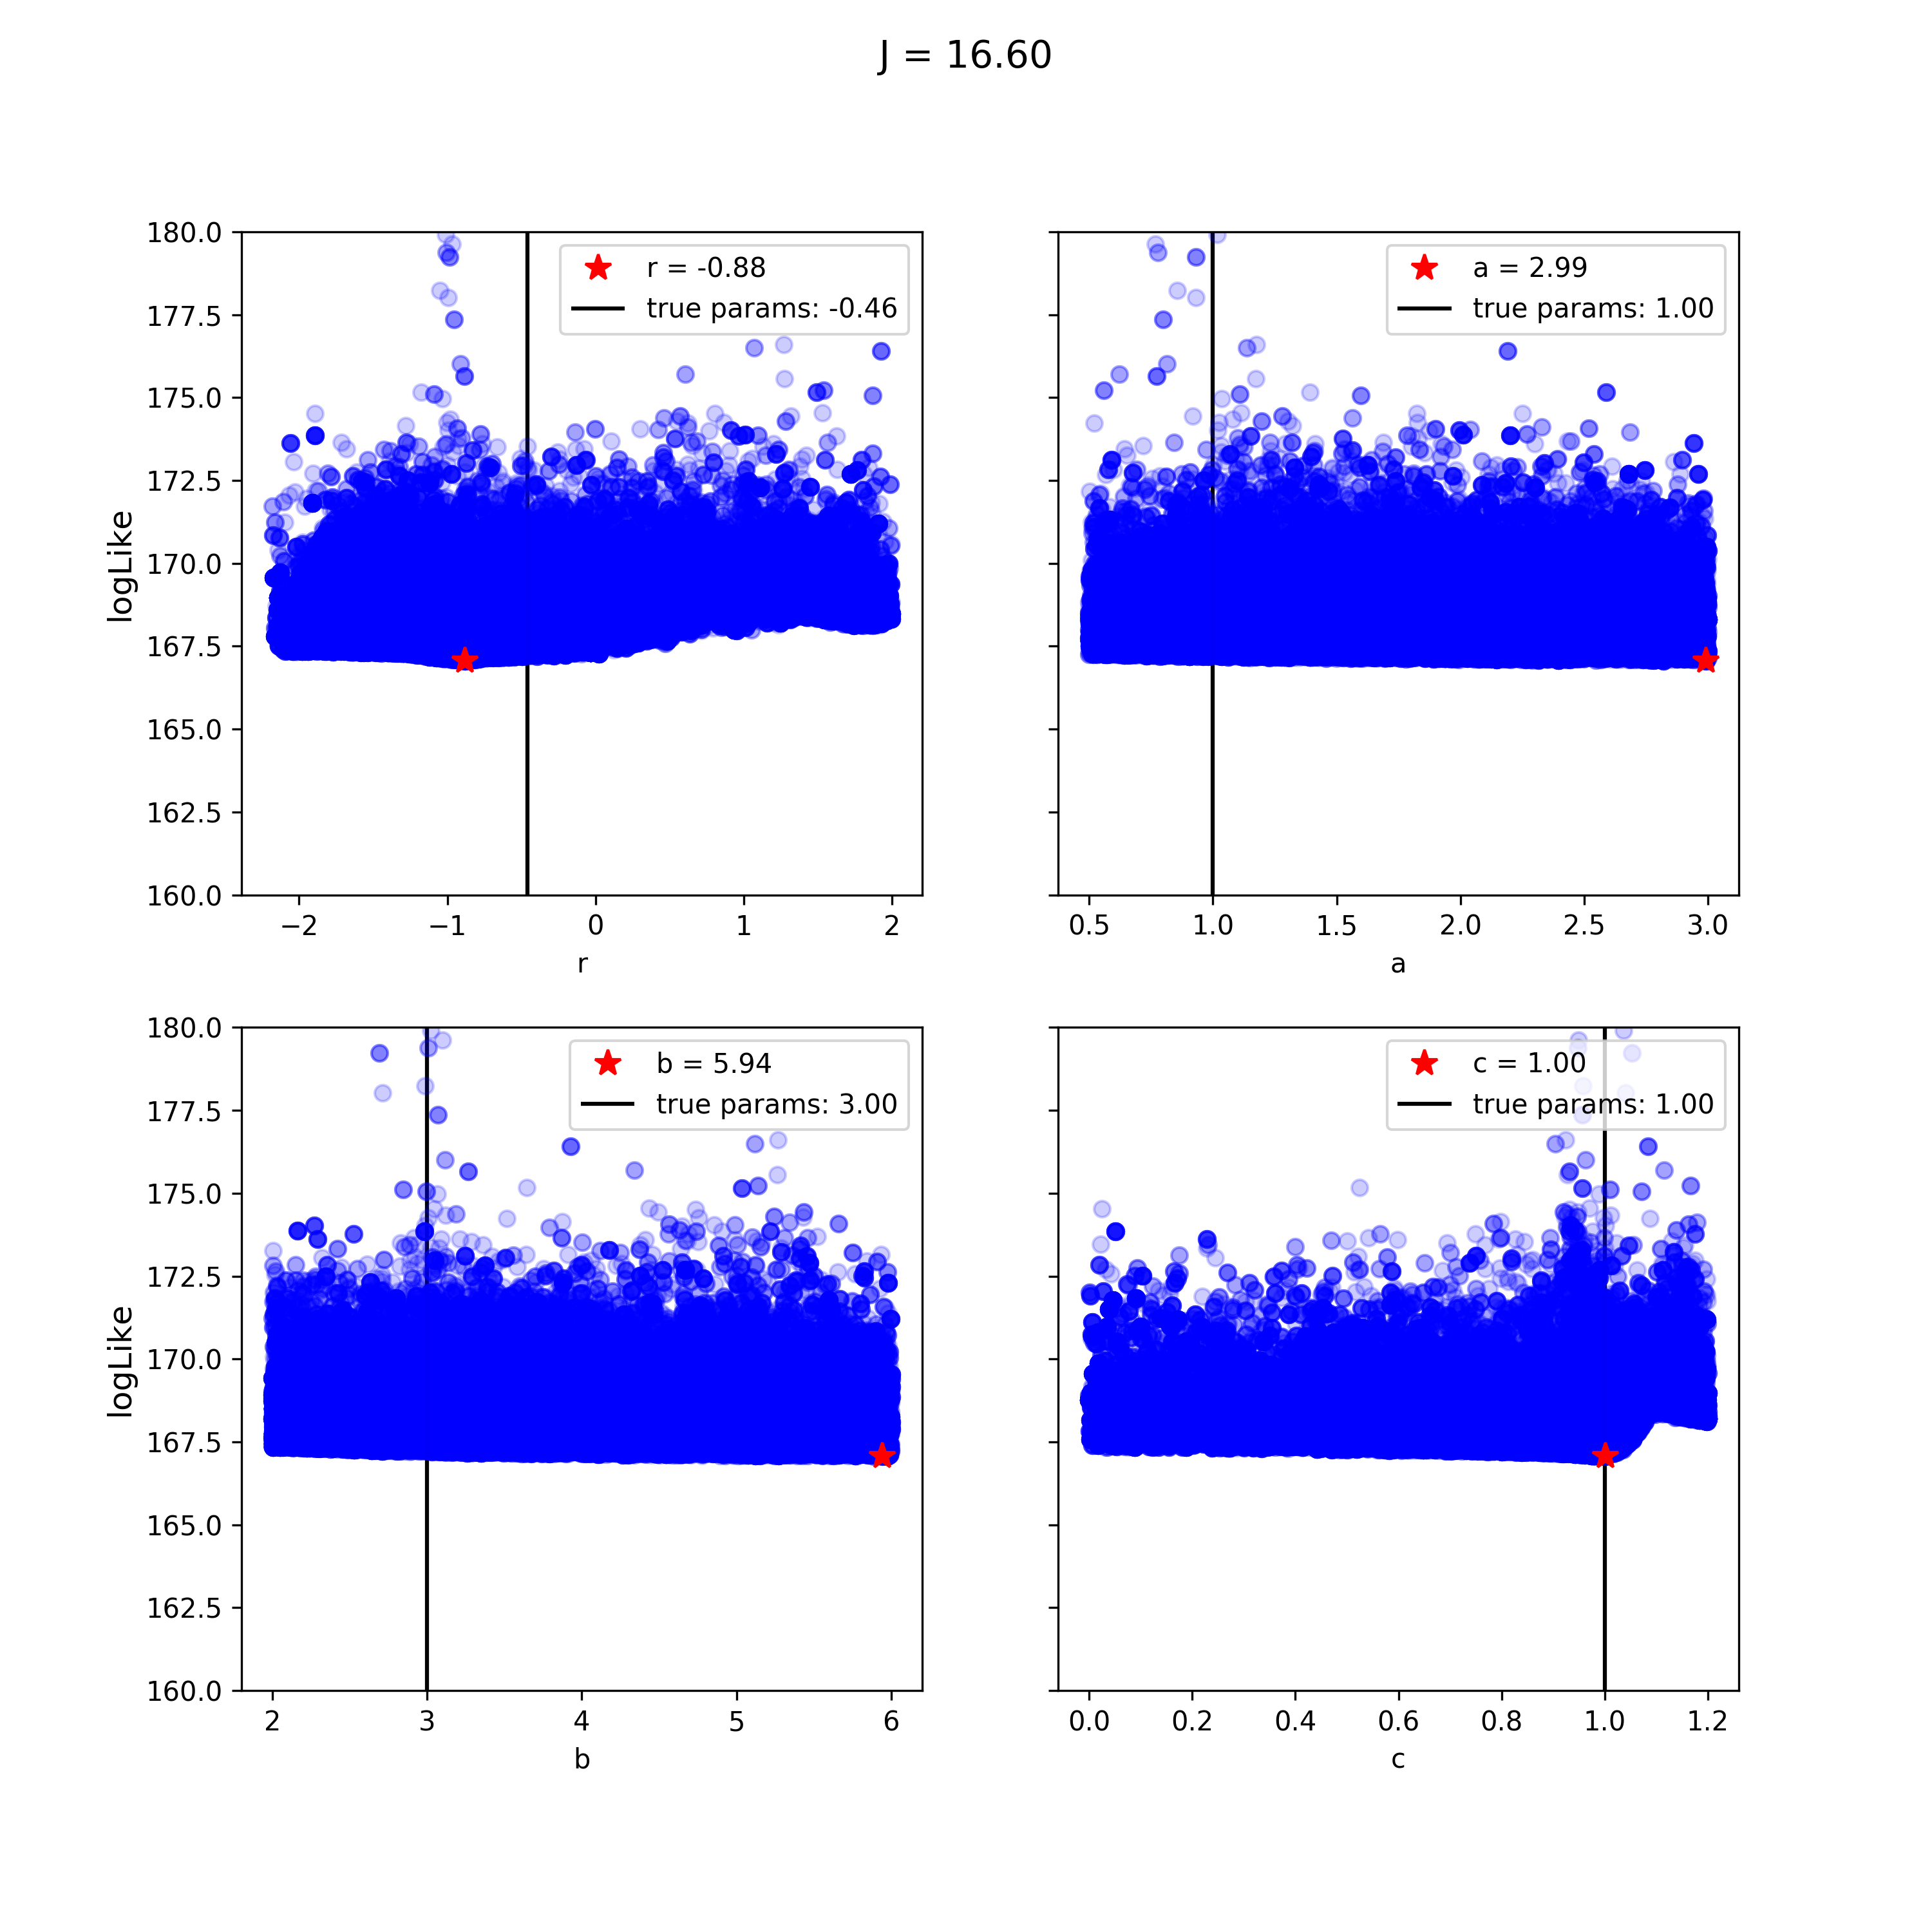 J = 16.60
r = -0.88
true params: -0.46
a = 2.99
true params: 1.00
180.0
177.5
175.0
172.5
170.0
167.5
165.0
162.5
160.0
logLike
−2 −1 0 1 2
r
0.5 1.0 1.5 2.0 2.5 3.0
a
b = 5.94
true params: 3.00
c = 1.00
true params: 1.00
180.0
177.5
175.0
172.5
170.0
167.5
165.0
162.5
160.0
logLike
2 3 4 5 6
b
0.0 0.2 0.4 0.6 0.8 1.0 1.2
c